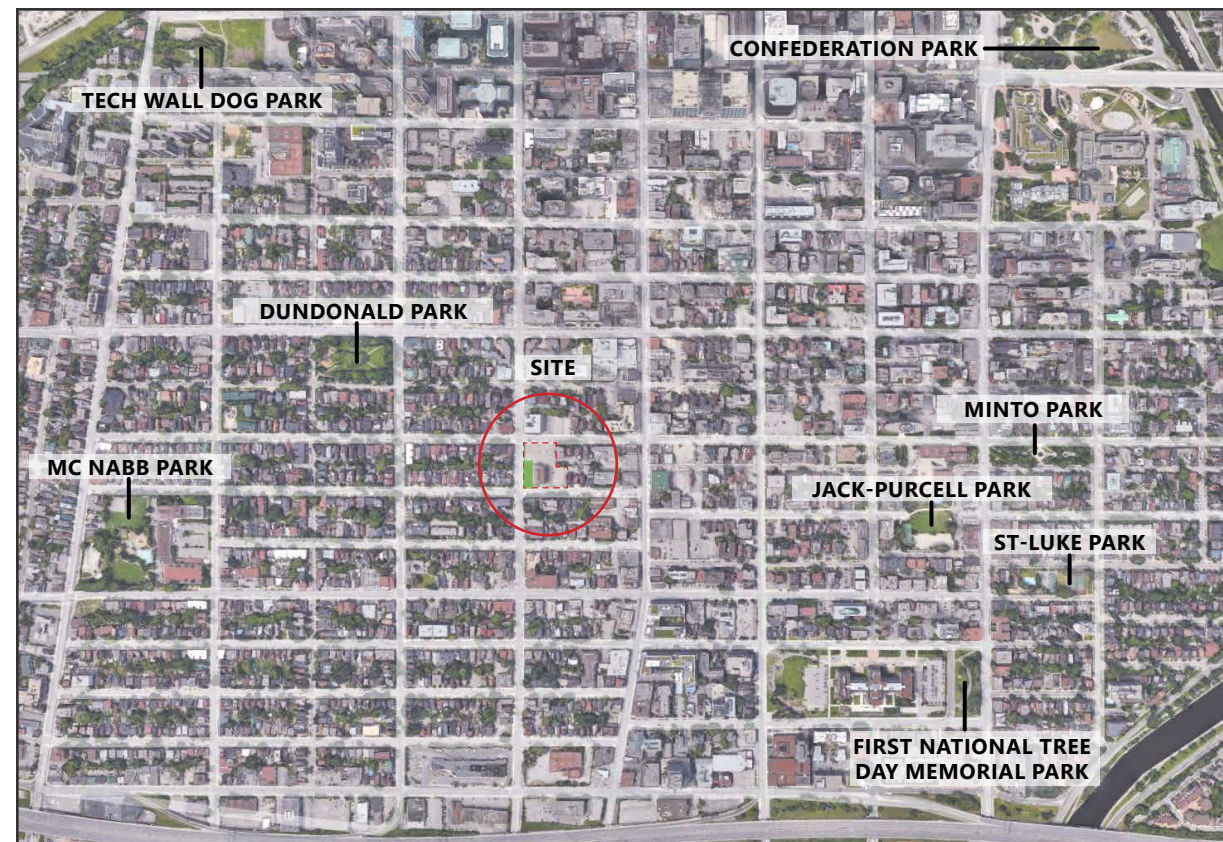 CONFEDERATION PARK
TECH WALL DOG PARK
DUNDONALD PARK
SITE
MINTO PARK
MC NABB PARK
JACK-PURCELL PARK
ST-LUKE PARK
FIRST NATIONAL TREE
DAY MEMORIAL PARK